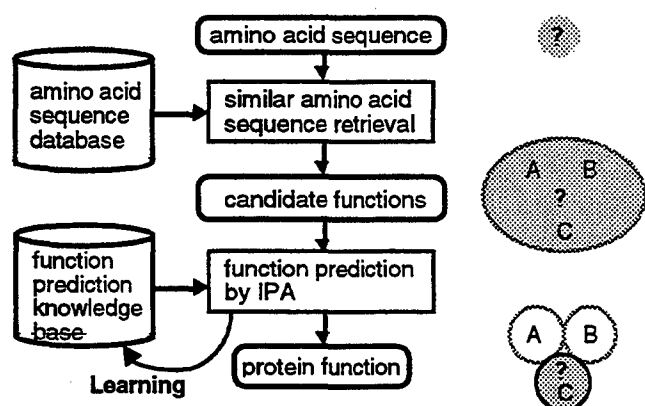 amino acid sequence
?
amino acid
sequence
database
similar amino acid
sequence retrieval
A B
?
C
candidate functions
function
prediction
knowledge
base
function prediction
by IPA
A B
?
C
Learning
protein function